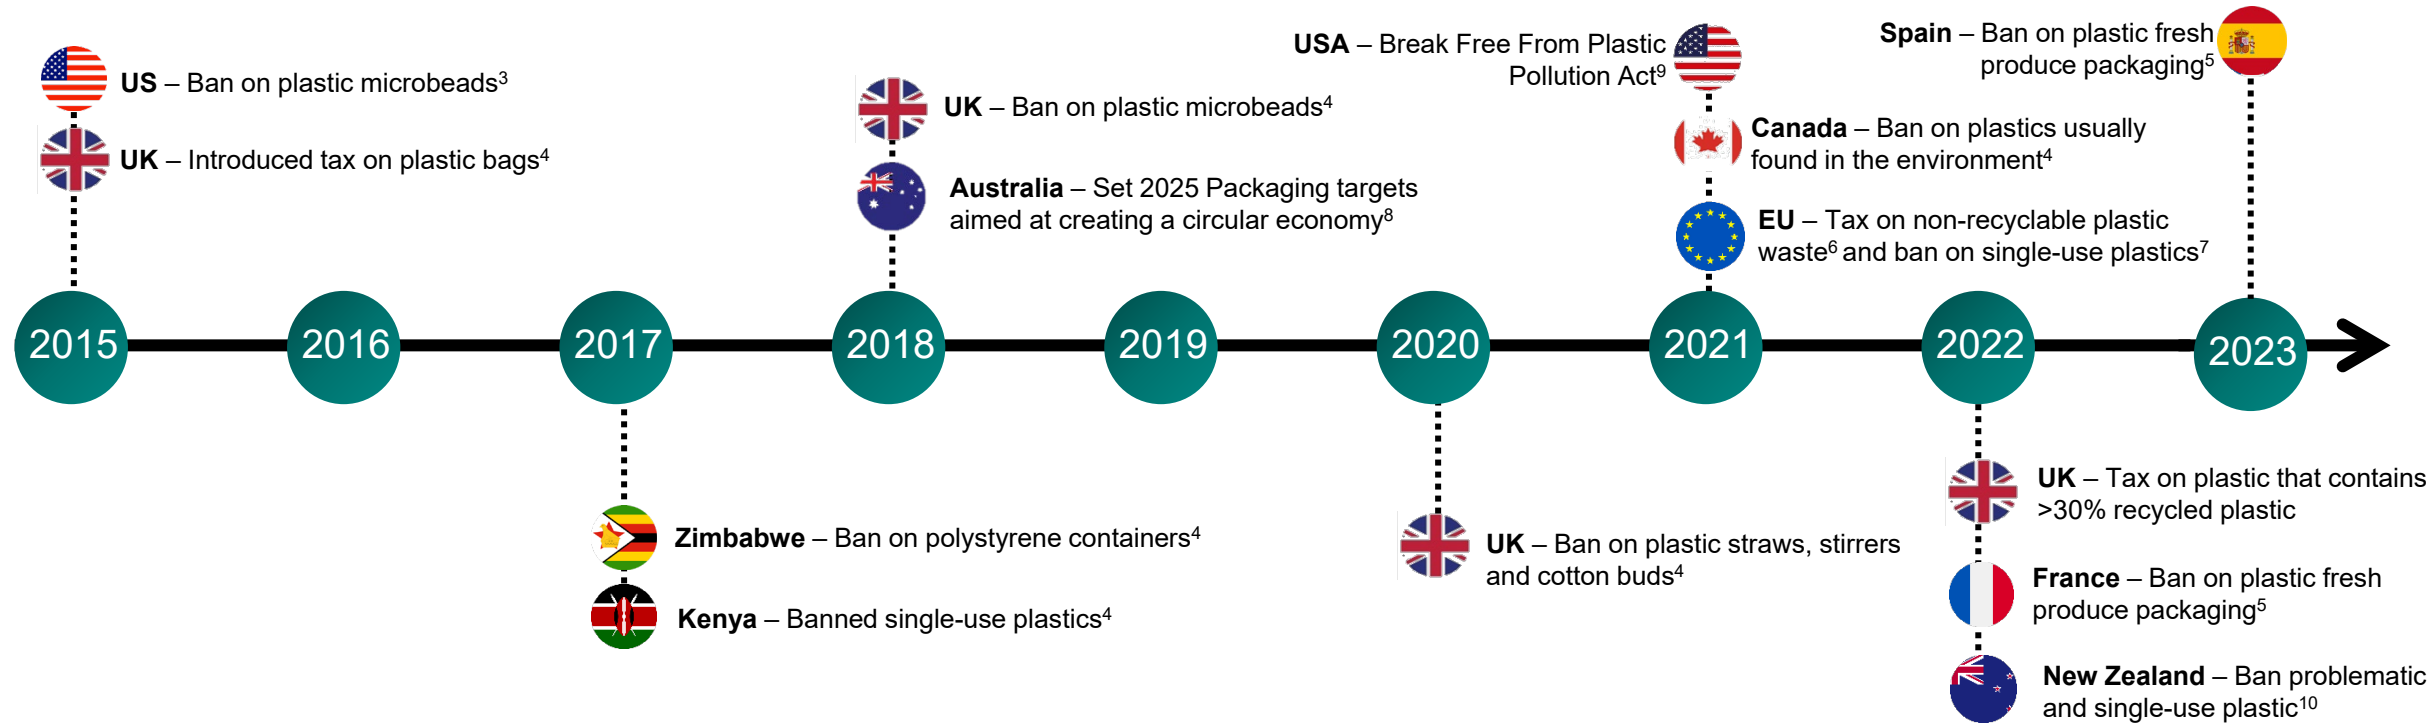 US – Ban on plastic microbeads³
UK – Introduced tax on plastic bags⁴
UK – Ban on plastic microbeads⁴
Australia – Set 2025 Packaging targets
aimed at creating a circular economy⁸
USA – Break Free From Plastic
Pollution Act⁹
Canada – Ban on plastics usually
found in the environment⁴
EU – Tax on non-recyclable plastic
waste⁶ and ban on single-use plastics⁷
Spain – Ban on plastic fresh
produce packaging⁵
2015
2016
2017
2018
2019
2020
2021
2022
2023
Zimbabwe – Ban on polystyrene containers⁴
Kenya – Banned single-use plastics⁴
UK – Ban on plastic straws, stirrers
and cotton buds⁴
UK – Tax on plastic that contains
>30% recycled plastic
France – Ban on plastic fresh
produce packaging⁵
New Zealand – Ban problematic
and single-use plastic¹⁰